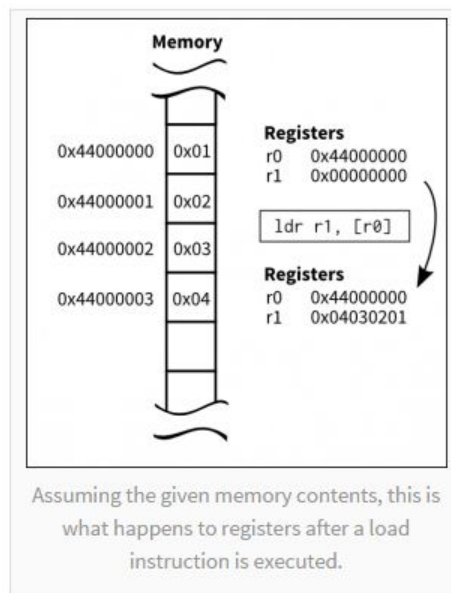 Memory
0x44000000 0x01
0x44000001 0x02
0x44000002 0x03
0x44000003 0x04
Registers
r0 0x44000000
r1 0x00000000
ldr r1, [r0]
Registers
r0 0x44000000
r1 0x04030201
Assuming the given memory contents, this is
what happens to registers after a load
instruction is executed.